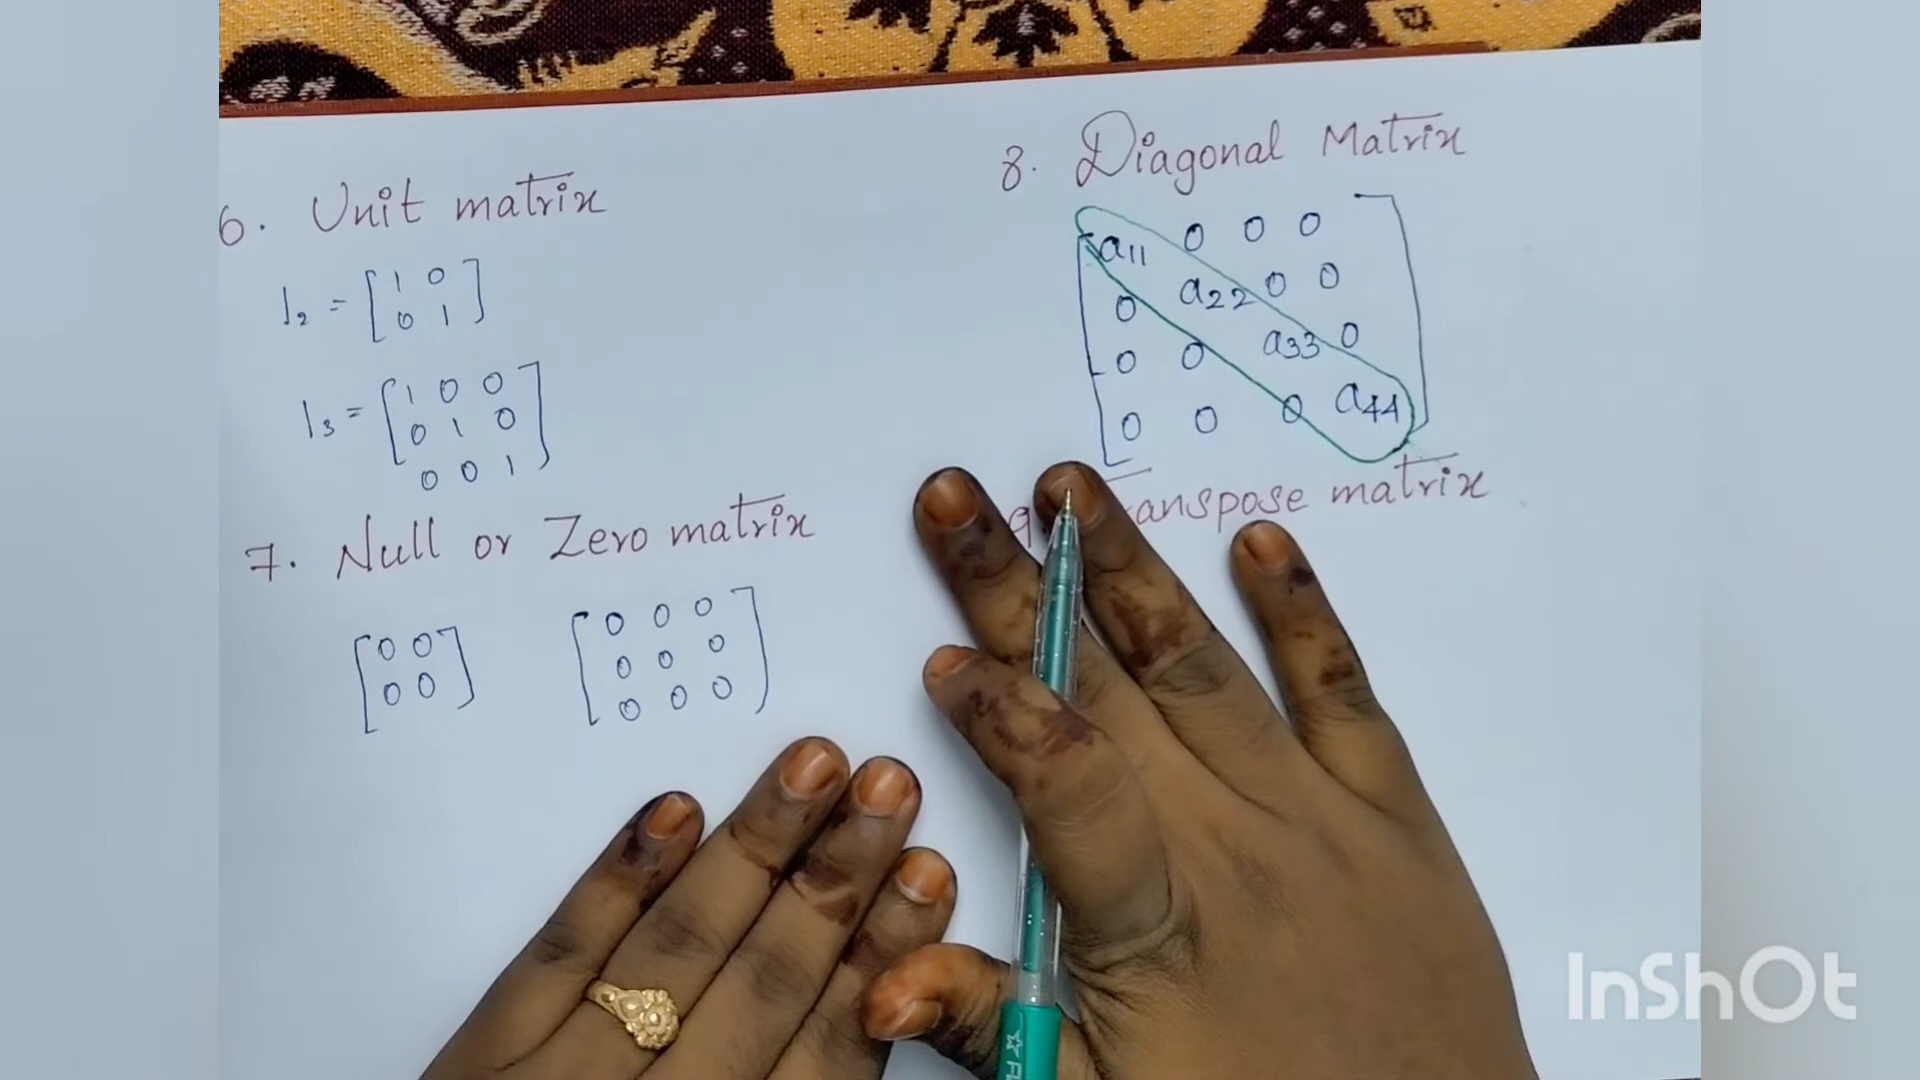 6. Unit matrix
I2 = [1 0
0 1]
I3 = [1 0 0
0 1 0
0 0 1]
7. Null or Zero matrix
[0 0
0 0]
[0 0 0
0 0 0
0 0 0]
8. Diagonal Matrix
[a11 0 0 0
0 a22 0 0
0 0 a33 0
0 0 0 a44]
9 matrix
InShOt